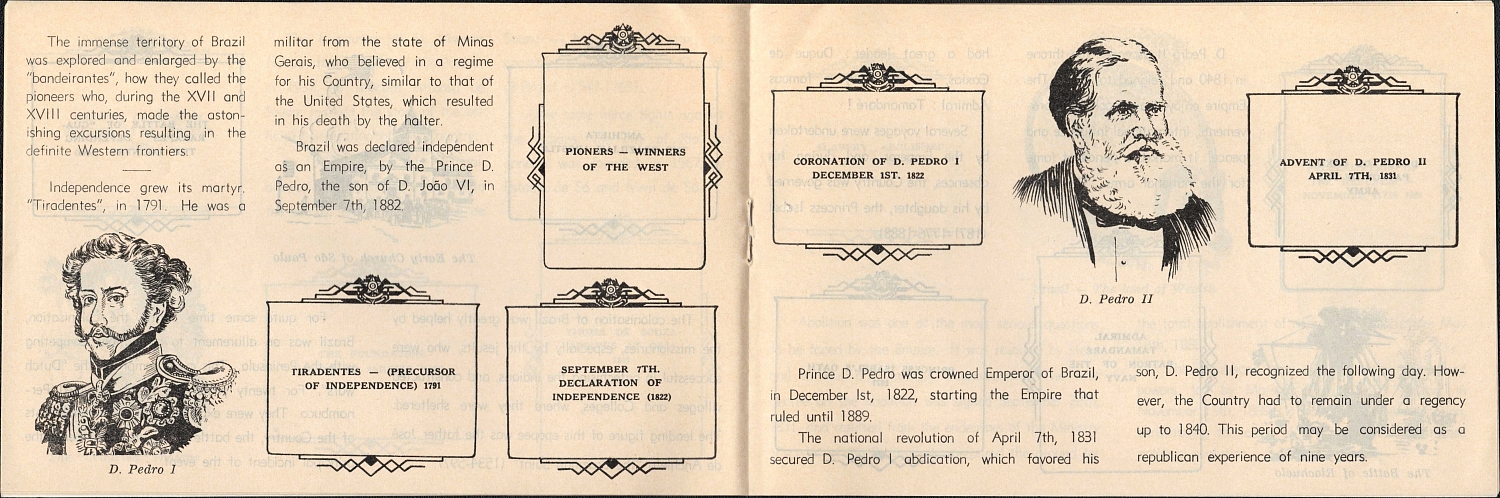 The immense territory of Brazil
was explored and enlarged by the
"bandeirantes", how they called the
pioneers who, during the XVII and
XVIII centuries, made the aston-
ishing excursions resulting in the
definite Western frontiers.
Independence grew its martyr.
"Tiradentes", in 1791. He was a
militar from the state of Minas
Gerais, who believed in a regime
for his Country, similar to that of
the United States, which resulted
in his death by the halter.
Brazil was declared independent
as an Empire, by the Prince D.
Pedro, the son of D. João VI, in
September 7th, 1882.
PIONERS — WINNERS
OF THE WEST
D. Pedro I
TIRADENTES — (PRECURSOR
OF INDEPENDENCE) 1791
SEPTEMBER 7TH.
DECLARATION OF
INDEPENDENCE (1822)
CORONATION OF D. PEDRO I
DECEMBER 1ST. 1822
D. Pedro II
ADVENT OF D. PEDRO II
APRIL 7TH, 1831
Prince D. Pedro was crowned Emperor of Brazil,
in December Ist, 1822, starting the Empire that
ruled until 1889.
The national revolution of April 7th, 1831
secured D. Pedro I abdication, which favored his
son, D. Pedro II, recognized the following day. How-
ever, the Country had to remain under a regency
up to 1840. This period may be considered as a
republican experience of nine years.